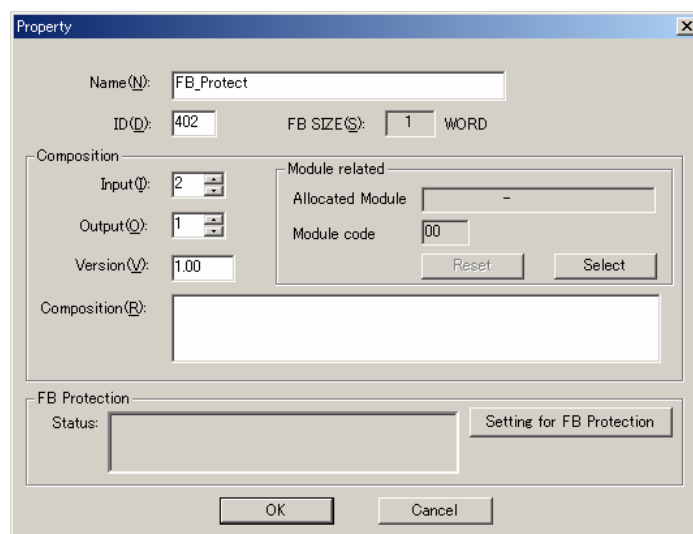 Property
Name(N): FB_Protect
ID(D): 402 FB SIZE(S): 1 WORD
Composition
Input(I): 2
Output(O): 1
Version(V): 1.00
Module related
Allocated Module -
Module code 00
Reset Select
Composition(R):
FB Protection
Status:
Setting for FB Protection
OK Cancel